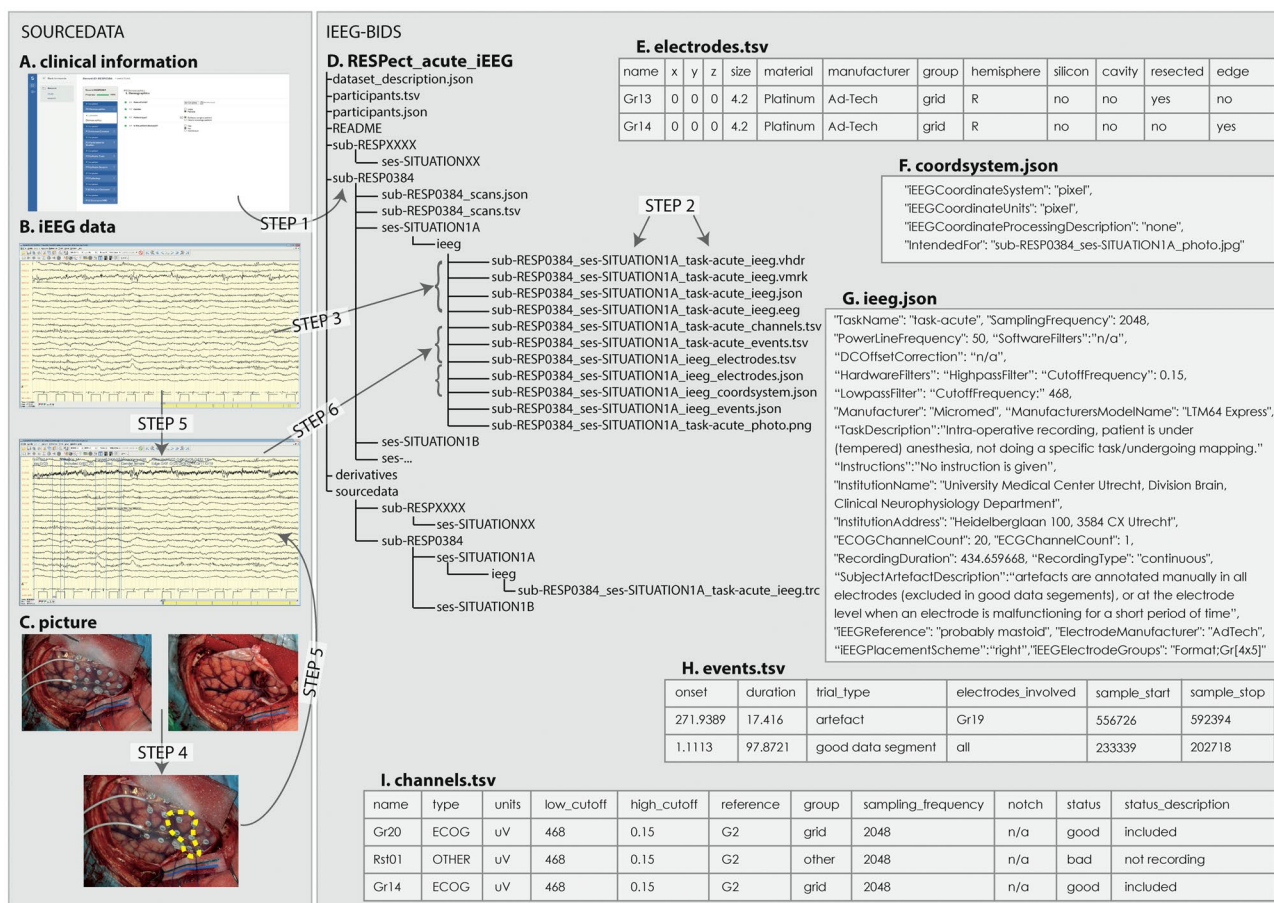 SOURCEDATA
A. clinical information
B. iEEG data
STEP 5
C. picture
STEP 4
STEP 1
STEP 3
STEP 6
STEP 5
IEEG-BIDS
D. RESPect_acute_iEEG
dataset_description.json
participants.tsv
participants.json
README
sub-RESPXXXX
ses-SITUATIONXX
sub-RESP0384
sub-RESP0384_scans.json
sub-RESP0384_scans.tsv
ses-SITUATION1A
ieeg
STEP 2
sub-RESP0384_ses-SITUATION1A_task-acute_ieeg.vhdr
sub-RESP0384_ses-SITUATION1A_task-acute_ieeg.vmrk
sub-RESP0384_ses-SITUATION1A_task-acute_ieeg.json
sub-RESP0384_ses-SITUATION1A_task-acute_ieeg.eeg
sub-RESP0384_ses-SITUATION1A_task-acute_channels.tsv
sub-RESP0384_ses-SITUATION1A_task-acute_events.tsv
sub-RESP0384_ses-SITUATION1A_ieeg_electrodes.tsv
sub-RESP0384_ses-SITUATION1A_ieeg_electrodes.json
sub-RESP0384_ses-SITUATION1A_ieeg_coordsystem.json
sub-RESP0384_ses-SITUATION1A_ieeg_events.json
sub-RESP0384_ses-SITUATION1A_task-acute_photo.png
ses-SITUATION1B
ses-...
derivatives
sourcedata
sub-RESPXXXX
ses-SITUATIONXX
sub-RESP0384
ses-SITUATION1A
ieeg
sub-RESP0384_ses-SITUATION1A_task-acute_ieeg.trc
ses-SITUATION1B
E. electrodes.tsv
name x y z size material manufacturer group hemisphere silicon cavity resected edge
Gr13 0 0 0 4.2 Platinum Ad-Tech grid R no no yes no
Gr14 0 0 0 4.2 Platinum Ad-Tech grid R no no no yes
F. coordsystem.json
"iEEGCoordinateSystem": "pixel",
"iEEGCoordinateUnits": "pixel",
"iEEGCoordinateProcessingDescription": "none",
"IntendedFor": "sub-RESP0384_ses-SITUATION1A_photo.jpg"
G. ieeg.json
"TaskName": "task-acute", "SamplingFrequency": 2048,
"PowerLineFrequency": 50, “SoftwareFilters”:“n/a”,
“DCOffsetCorrection”: “n/a”,
“HardwareFilters”: “HighpassFilter”: “CutoffFrequency”: 0.15,
“LowpassFilter”: “CutoffFrequency:” 468,
"Manufacturer": "Micromed", “ManufacturersModelName": "LTM64 Express",
“TaskDescription”:“Intra-operative recording, patient is under
(tempered) anesthesia, not doing a specific task/undergoing mapping.”
“Instructions”:“No instruction is given”,
"InstitutionName": "University Medical Center Utrecht, Division Brain,
Clinical Neurophysiology Department",
"InstitutionAddress": "Heidelberglaan 100, 3584 CX Utrecht",
"ECOGChannelCount": 20, "ECGChannelCount": 1,
"RecordingDuration": 434.659668, “RecordingType": "continuous",
“SubjectArtefactDescription”:“artefacts are annotated manually in all
electrodes (excluded in good data segements), or at the electrode
level when an electrode is malfunctioning for a short period of time”,
"iEEGReference": "probably mastoid", "ElectrodeManufacturer": "AdTech",
“iEEGPlacementScheme”:“right”,"iEEGElectrodeGroups": "Format;Gr[4x5]"
H. events.tsv
onset duration trial_type electrodes_involved sample_start sample_stop
271.9389 17.416 artefact Gr19 556726 592394
1.1113 97.8721 good data segment all 233339 202718
I. channels.tsv
name type units low_cutoff high_cutoff reference group sampling_frequency notch status status_description
Gr20 ECOG uV 468 0.15 G2 grid 2048 n/a good included
Rst01 OTHER uV 468 0.15 G2 other 2048 n/a bad not recording
Gr14 ECOG uV 468 0.15 G2 grid 2048 n/a good included